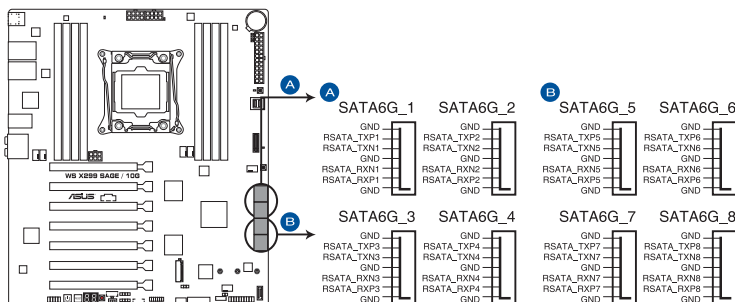 A
A
B
B
WS X299 SAGE / 10G
ASUS
88
SATA6G_1
GND
RSATA_TXP1
RSATA_TXN1
GND
RSATA_RXN1
RSATA_RXP1
GND
SATA6G_2
GND
RSATA_TXP2
RSATA_TXN2
GND
RSATA_RXN2
RSATA_RXP2
GND
SATA6G_5
GND
RSATA_TXP5
RSATA_TXN5
GND
RSATA_RXN5
RSATA_RXP5
GND
SATA6G_6
GND
RSATA_TXP6
RSATA_TXN6
GND
RSATA_RXN6
RSATA_RXP6
GND
SATA6G_3
GND
RSATA_TXP3
RSATA_TXN3
GND
RSATA_RXN3
RSATA_RXP3
GND
SATA6G_4
GND
RSATA_TXP4
RSATA_TXN4
GND
RSATA_RXN4
RSATA_RXP4
GND
SATA6G_7
GND
RSATA_TXP7
RSATA_TXN7
GND
RSATA_RXN7
RSATA_RXP7
GND
SATA6G_8
GND
RSATA_TXP8
RSATA_TXN8
GND
RSATA_RXN8
RSATA_RXP8
GND